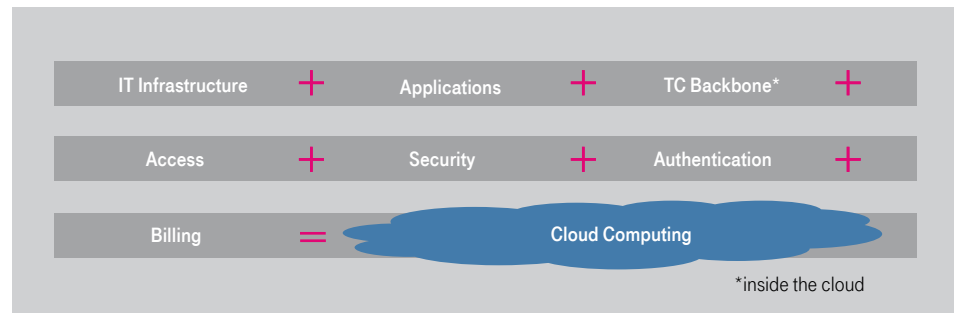 IT Infrastructure + Applications + TC Backbone* +
Access + Security + Authentication +
Billing = Cloud Computing
*inside the cloud